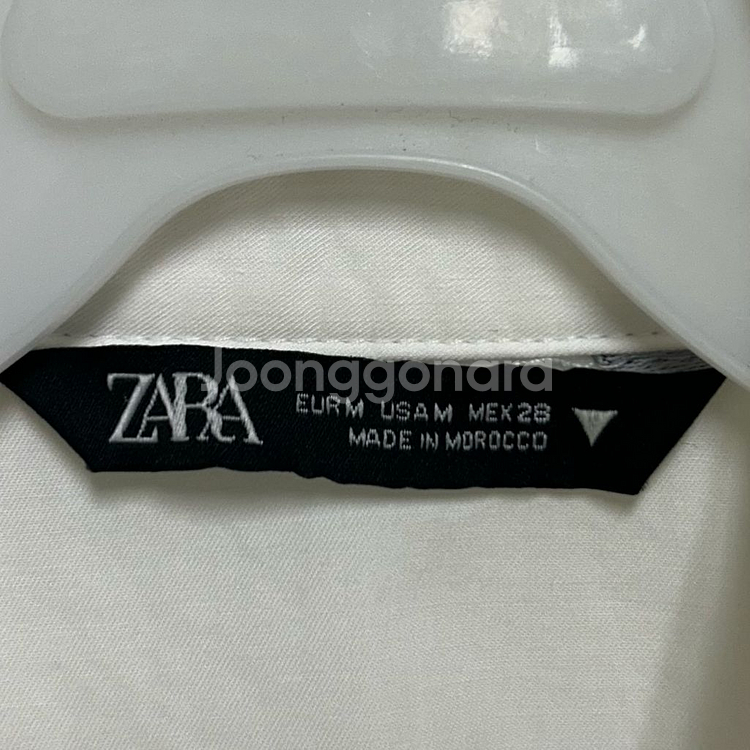 Joonggonara
ZARA
EUR M USA M MEX 28
MADE IN MOROCCO